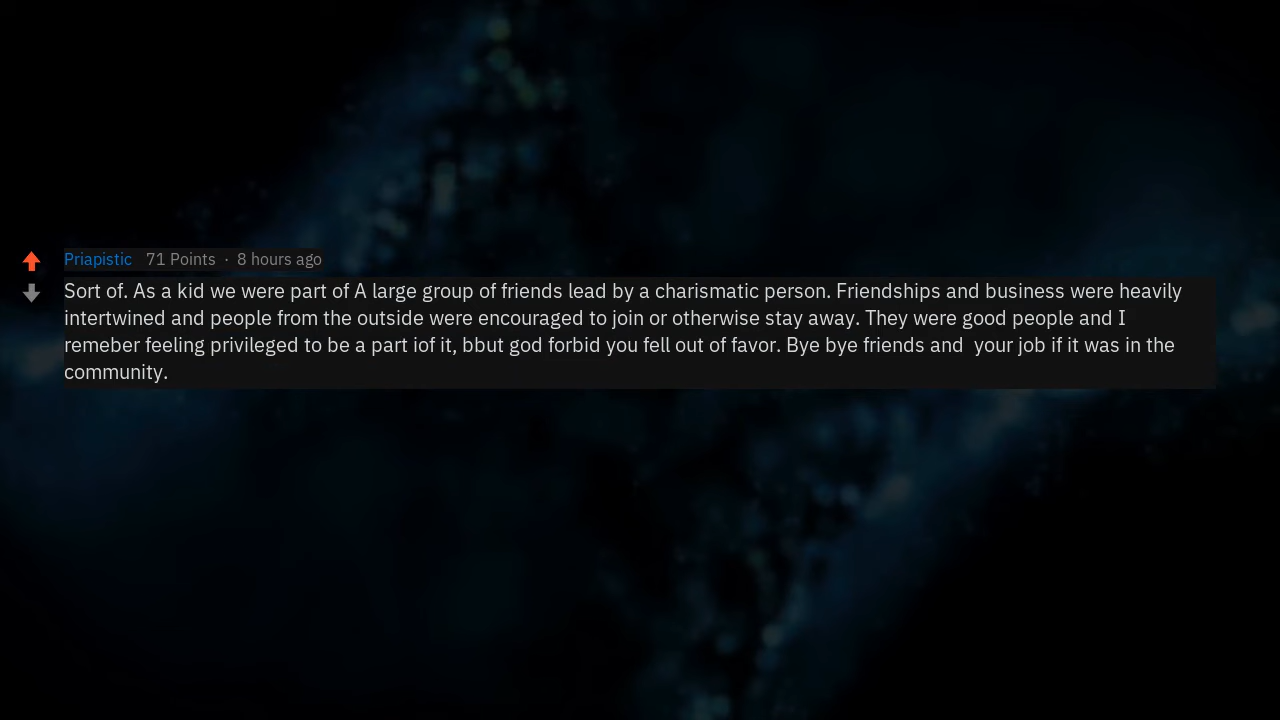 Priapistic 71 Points · 8 hours ago
Sort of. As a kid we were part of A large group of friends lead by a charismatic person. Friendships and business were heavily
intertwined and people from the outside were encouraged to join or otherwise stay away. They were good people and I
remeber feeling privileged to be a part iof it, bbut god forbid you fell out of favor. Bye bye friends and  your job if it was in the
community.